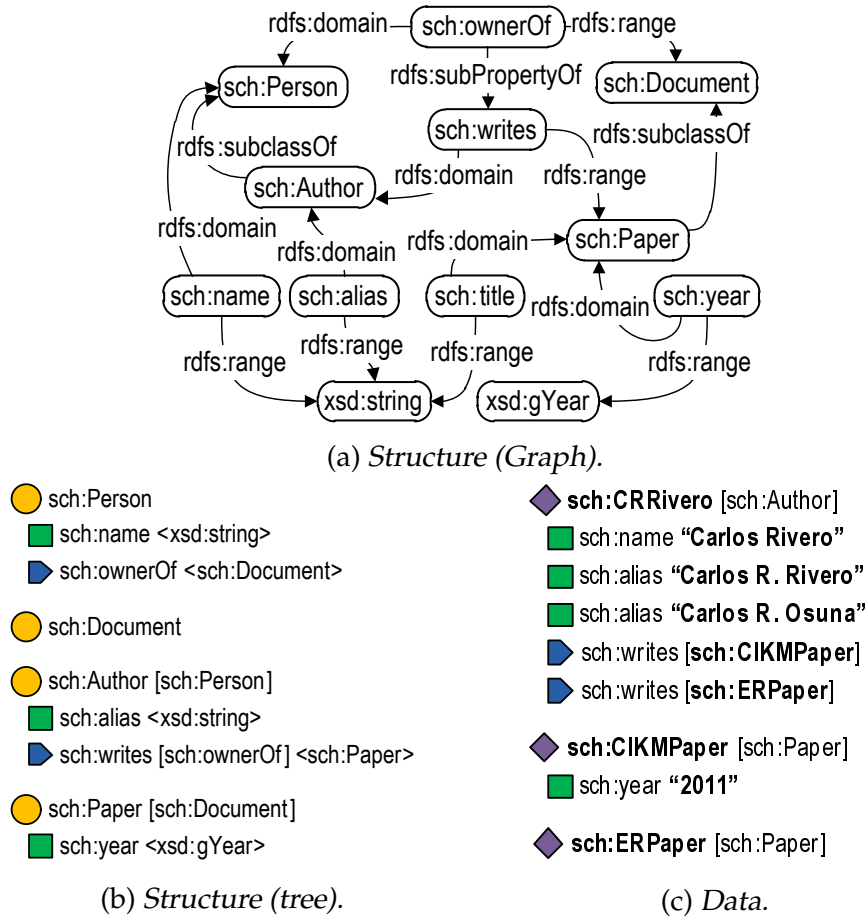 rdfs:domain sch:ownerOf rdfs:range
sch:Person rdfs:subPropertyOf sch:Document
sch:writes rdfs:subclassOf
rdfs:subclassOf
sch:Author rdfs:domain rdfs:range
rdfs:domain rdfs:domain rdfs:domain sch:Paper
sch:name sch:alias sch:title rdfs:domain sch:year
rdfs:range rdfs:range rdfs:range rdfs:range
xsd:string xsd:gYear
(a) Structure (Graph).
sch:Person
sch:name <xsd:string>
sch:ownerOf <sch:Document>
sch:Document
sch:Author [sch:Person]
sch:alias <xsd:string>
sch:writes [sch:ownerOf] <sch:Paper>
sch:Paper [sch:Document]
sch:year <xsd:gYear>
(b) Structure (tree).
sch:CRRivero [sch:Author]
sch:name “Carlos Rivero”
sch:alias “Carlos R. Rivero”
sch:alias “Carlos R. Osuna”
sch:writes [sch:CIKMPaper]
sch:writes [sch:ERPaper]
sch:CIKMPaper [sch:Paper]
sch:year “2011”
sch:ERPaper [sch:Paper]
(c) Data.